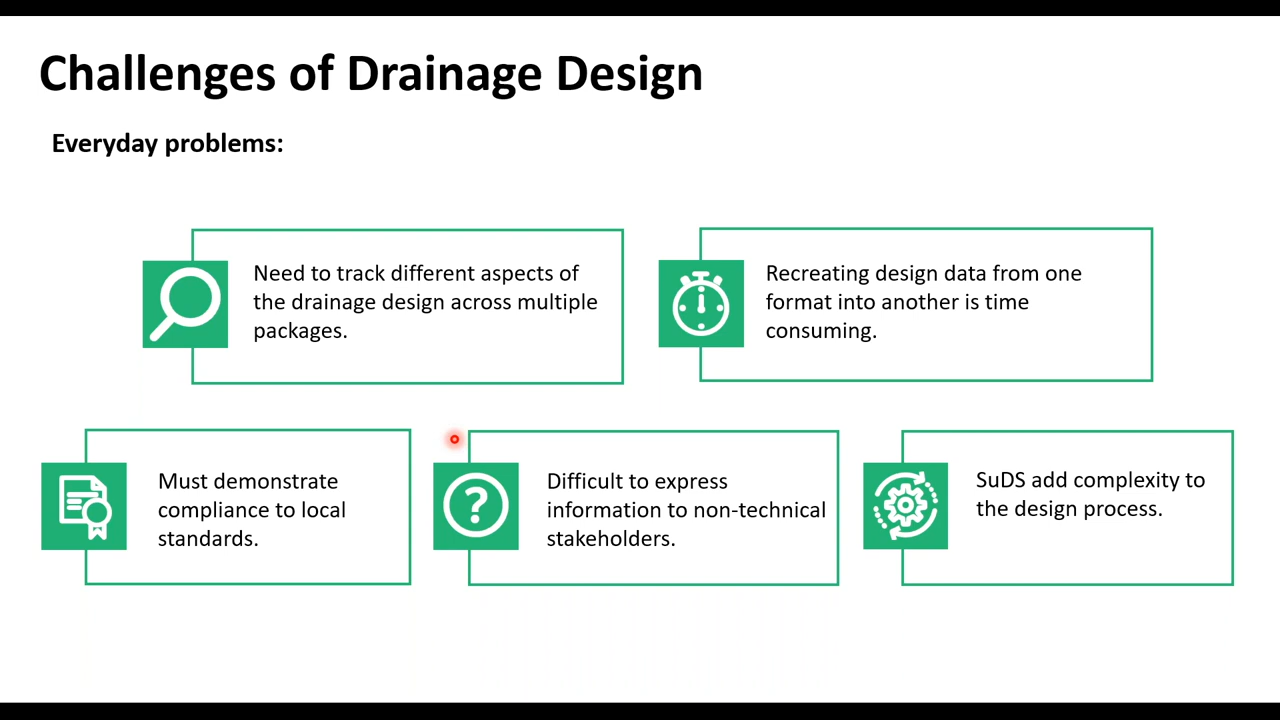 Challenges of Drainage Design
Everyday problems:
Need to track different aspects of
the drainage design across multiple
packages.
Recreating design data from one
format into another is time
consuming.
Must demonstrate
compliance to local
standards.
?
Difficult to express
information to non-technical
stakeholders.
SuDS add complexity to
the design process.